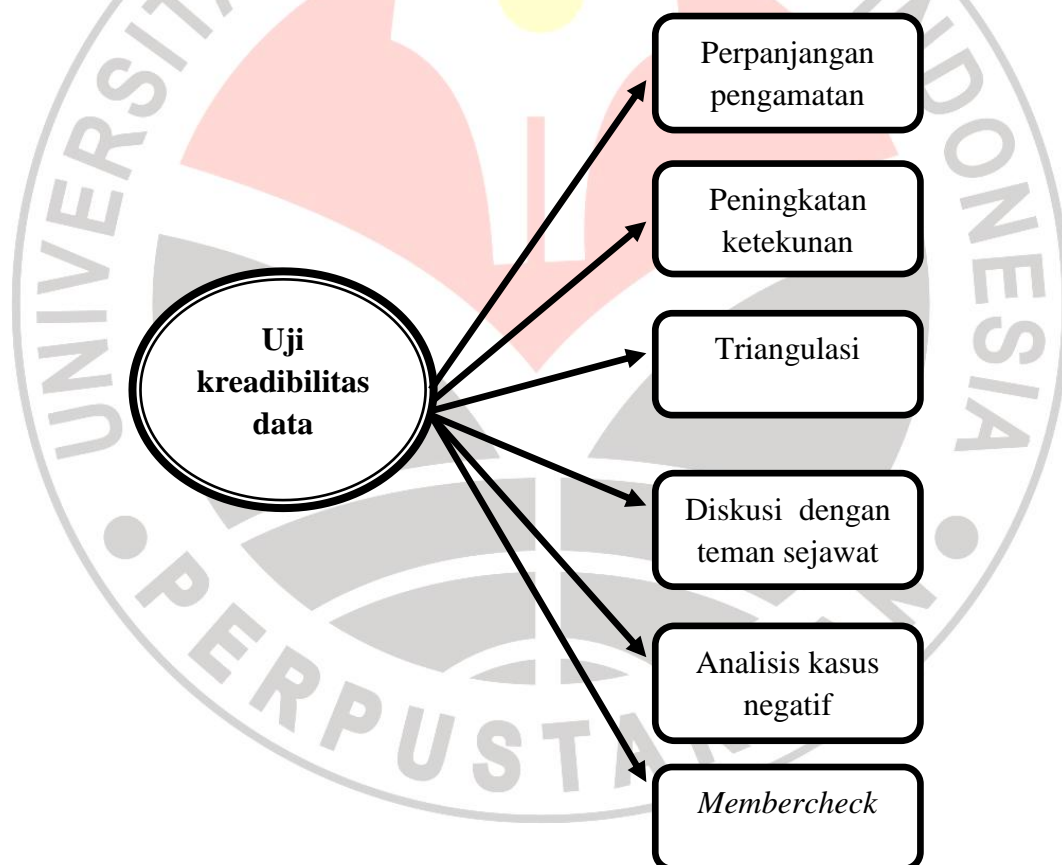 Perpanjangan
pengamatan
Peningkatan
ketekunan
Uji
kreadibilitas
data
Triangulasi
Diskusi dengan
teman sejawat
Analisis kasus
negatif
Membercheck